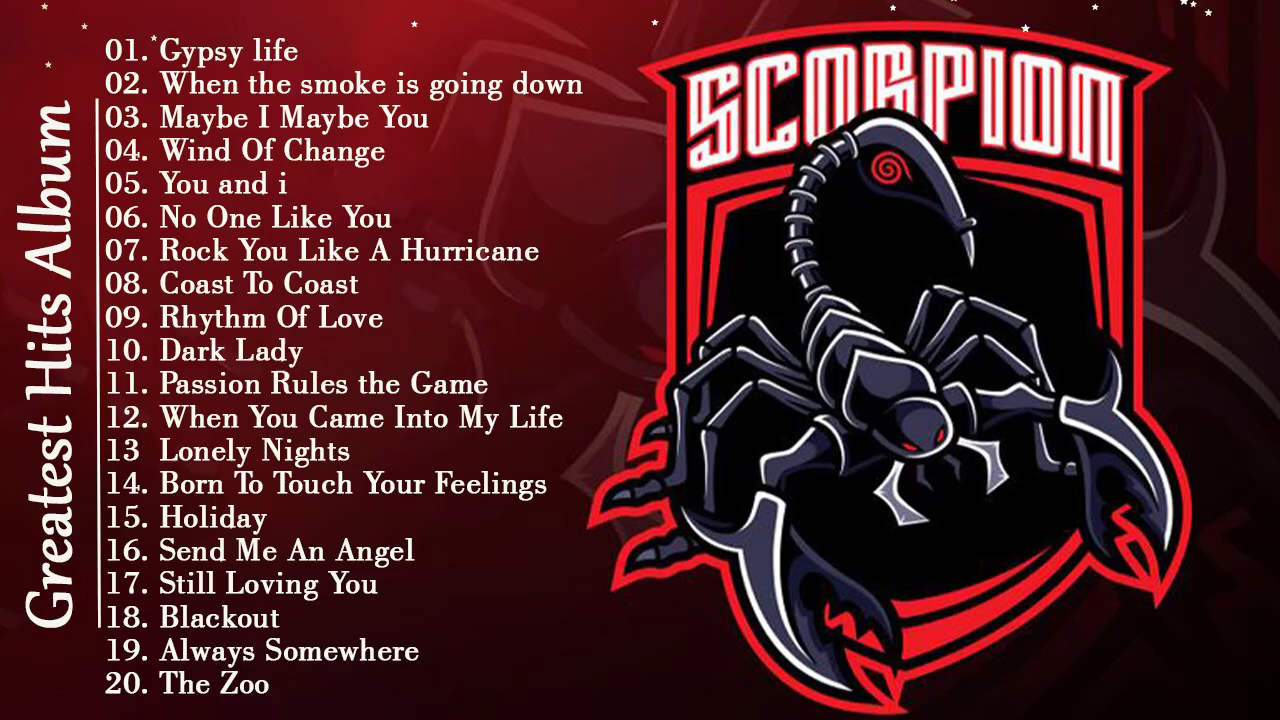 Greatest Hits Album
01. Gypsy life
02. When the smoke is going down
03. Maybe I Maybe You
04. Wind Of Change
05. You and i
06. No One Like You
07. Rock You Like A Hurricane
08. Coast To Coast
09. Rhythm Of Love
10. Dark Lady
11. Passion Rules the Game
12. When You Came Into My Life
13 Lonely Nights
14. Born To Touch Your Feelings
15. Holiday
16. Send Me An Angel
17. Still Loving You
18. Blackout
19. Always Somewhere
20. The Zoo
SCORPION